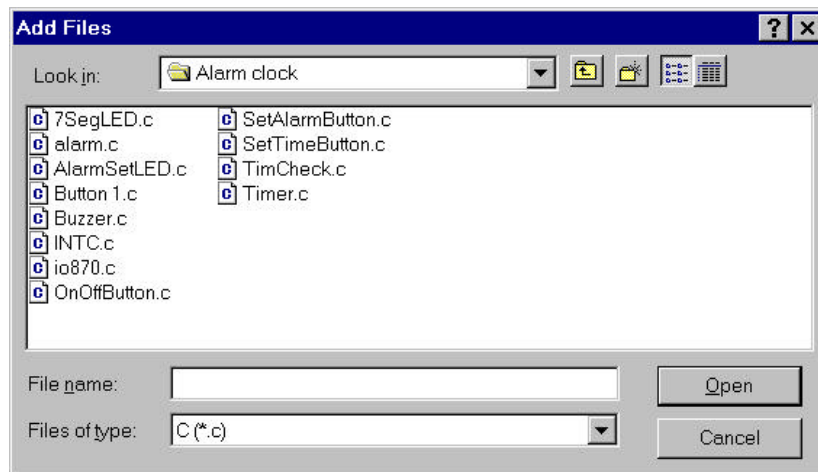 Add Files
Look in:
Alarm clock
7SegLED.c
alarm.c
AlarmSetLED.c
Button 1.c
Buzzer.c
INTC.c
io870.c
OnOffButton.c
SetAlarmButton.c
SetTimeButton.c
TimCheck.c
Timer.c
File name:
Open
Files of type:
C (*.c)
Cancel